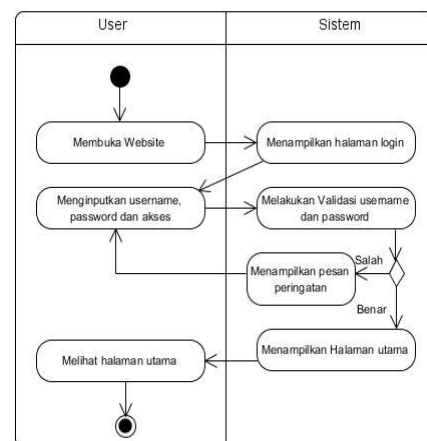 User
Sistem
Membuka Website
Menampilkan halaman login
Menginputkan username,
password dan akses
Melakukan Validasi username
dan password
Salah
Menampilkan pesan
peringatan
Benar
Menampilkan Halaman utama
Melihat halaman utama